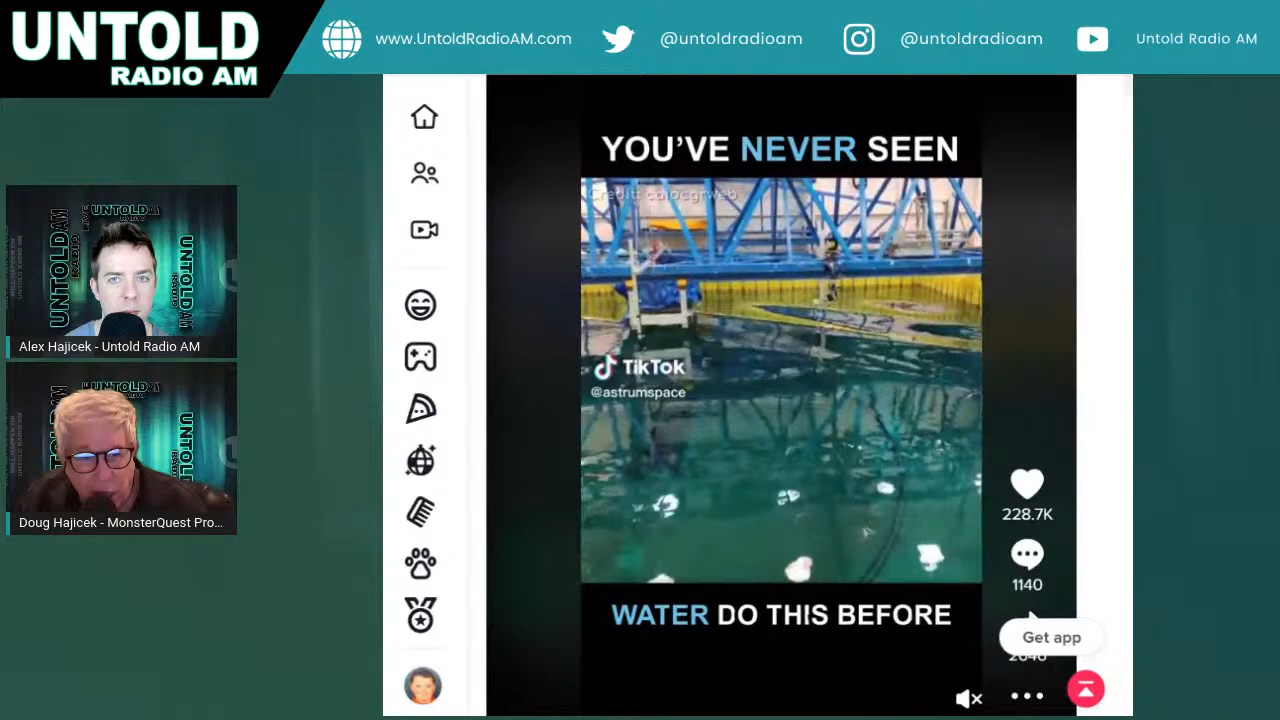 UNTOLD
RADIO AM
www.UntoldRadioAM.com
@untoldradioam
@untoldradioam
Untold Radio AM
YOU'VE NEVER SEEN
TikTok
@astrumspace
WATER DO THIS BEFORE
228.7K
1140
Get app
Alex Hajicek - Untold Radio AM
Doug Hajicek - MonsterQuest Pro...